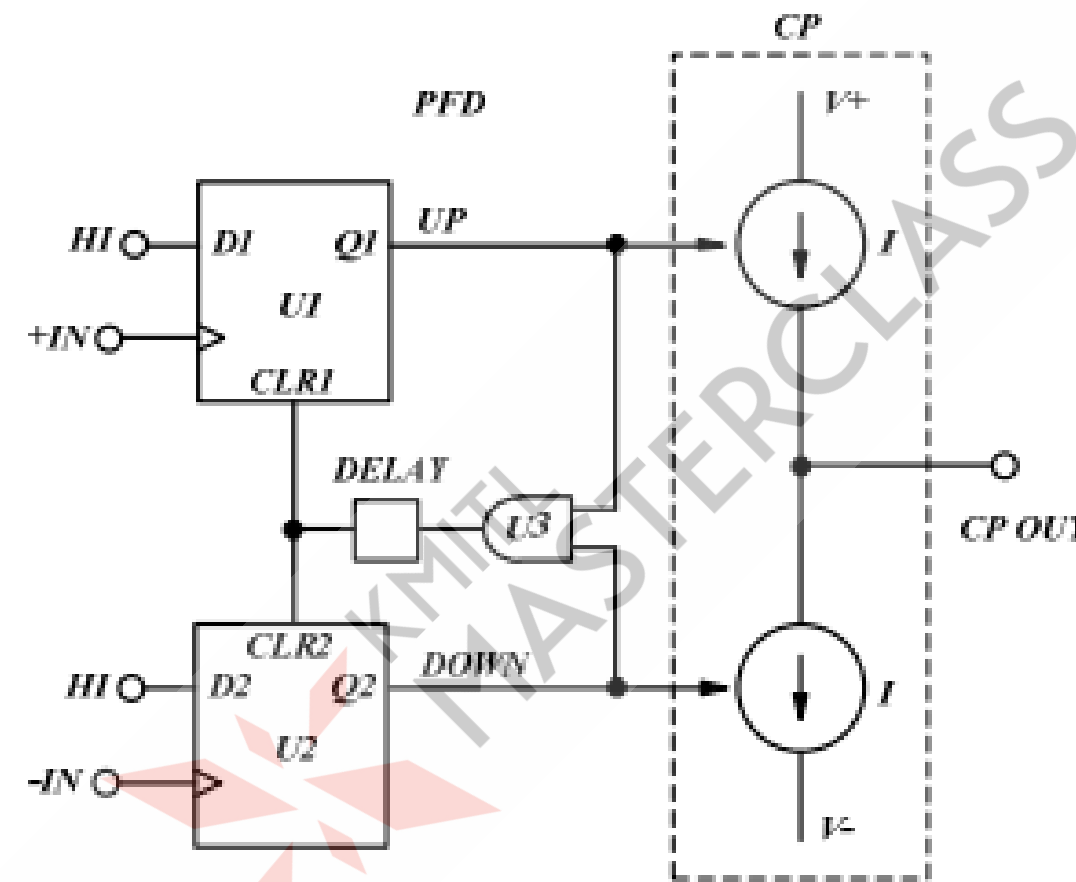 CP
PFD
V+
HI
D1
Q1
UP
I
U1
+IN
CLR1
DELAY
U3
CP OUT
CLR2
HI
D2
Q2
DOWN
I
U2
-IN
V-
KMITL
MASTERCLASS